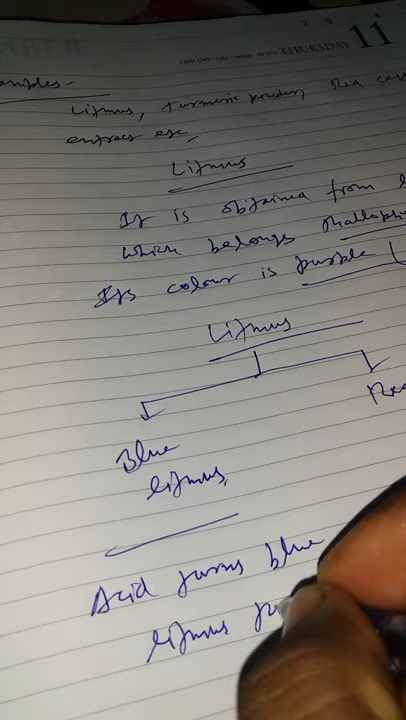 THURSDAY 11
Litmus, turmeric powder, Red
extract etc,
Litmus
It is obtained from
which belongs thallophy
Its colour is purple (
Litmus
Blue
litmus,
Red
Acid turns blue
litmus